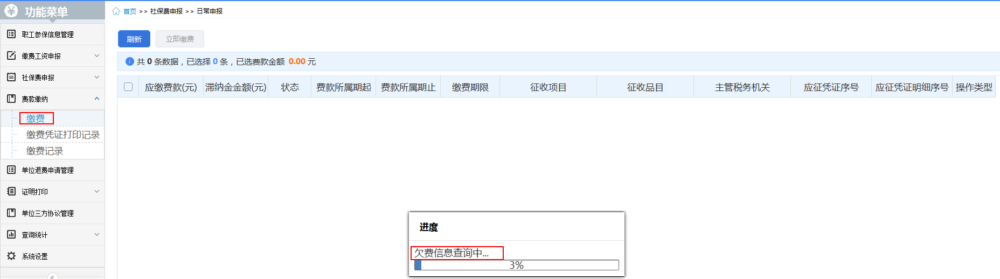 功能菜单
首页 >> 社保费申报 >> 日常申报
职工参保信息管理
缴费工资申报
社保费申报
费款缴纳
缴费
缴费凭证打印记录
缴费记录
单位退费申请管理
证明打印
单位三方协议管理
查询统计
系统设置
刷新 立即缴费
共 0 条数据，已选择 0 条，已选费款金额 0.00 元
应缴费款(元) 滞纳金金额(元) 状态 费款所属期起 费款所属期止 缴费期限 征收项目 征收品目 主管税务机关 应征凭证序号 应征凭证明细序号 操作类型
进度
欠费信息查询中...
3%